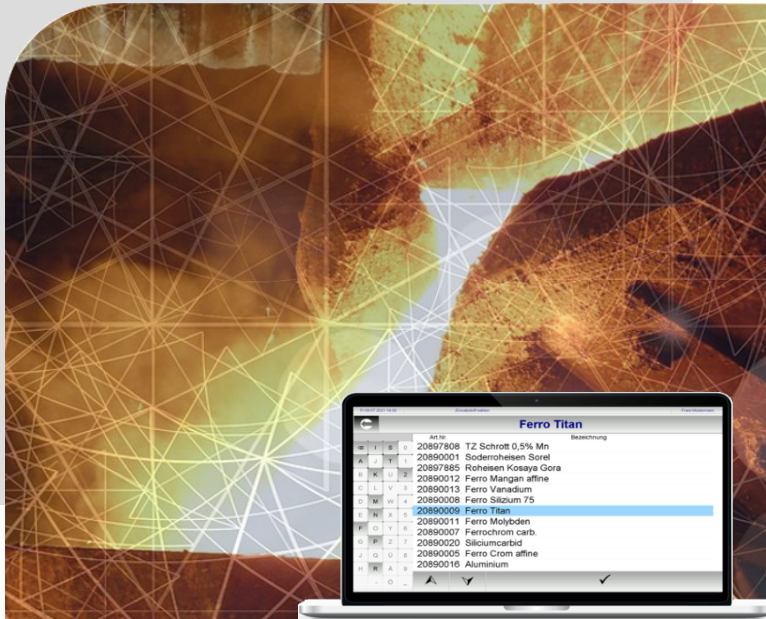 Ferro Titan
Art.Nr. Bezeichnung
20897808 TZ Schrott 0,5% Mn
20890001 Soderroheisen Sorel
20897885 Roheisen Kosaya Gora
20890012 Ferro Mangan affine
20890013 Ferro Vanadium
20890008 Ferro Silizium 75
20890009 Ferro Titan
20890011 Ferro Molybden
20890007 Ferrochrom carb.
20890020 Siliciumcarbid
20890005 Ferro Crom affine
20890016 Aluminium